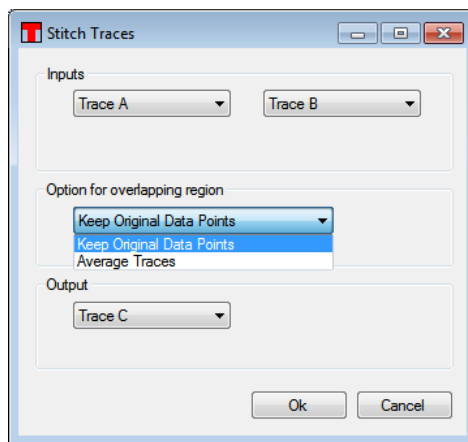 Stitch Traces
Inputs
Trace A Trace B
Option for overlapping region
Keep Original Data Points
Keep Original Data Points
Average Traces
Output
Trace C
Ok Cancel